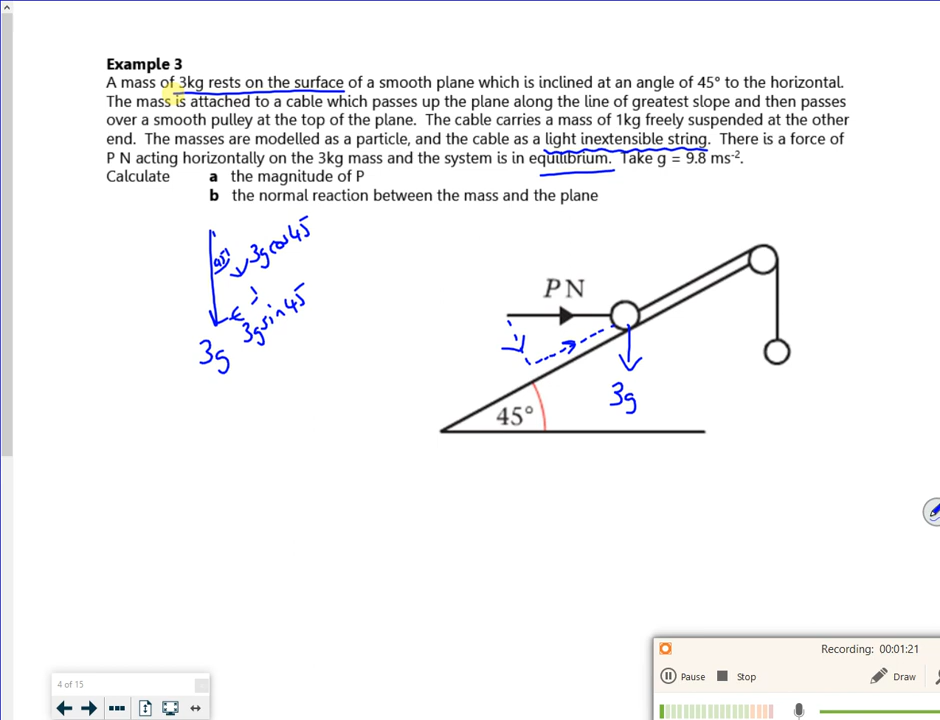 Example 3
A mass of 3kg rests on the surface of a smooth plane which is inclined at an angle of 45° to the horizontal.
The mass is attached to a cable which passes up the plane along the line of greatest slope and then passes
over a smooth pulley at the top of the plane. The cable carries a mass of 1kg freely suspended at the other
end. The masses are modelled as a particle, and the cable as a light inextensible string. There is a force of
P N acting horizontally on the 3kg mass and the system is in equilibrium. Take g = 9.8 ms⁻².
Calculate a the magnitude of P
b the normal reaction between the mass and the plane
45
3g cos 45
3g sin 45
3g
P N
3g
45°
Recording: 00:01:21
Pause Stop Draw
4 of 15